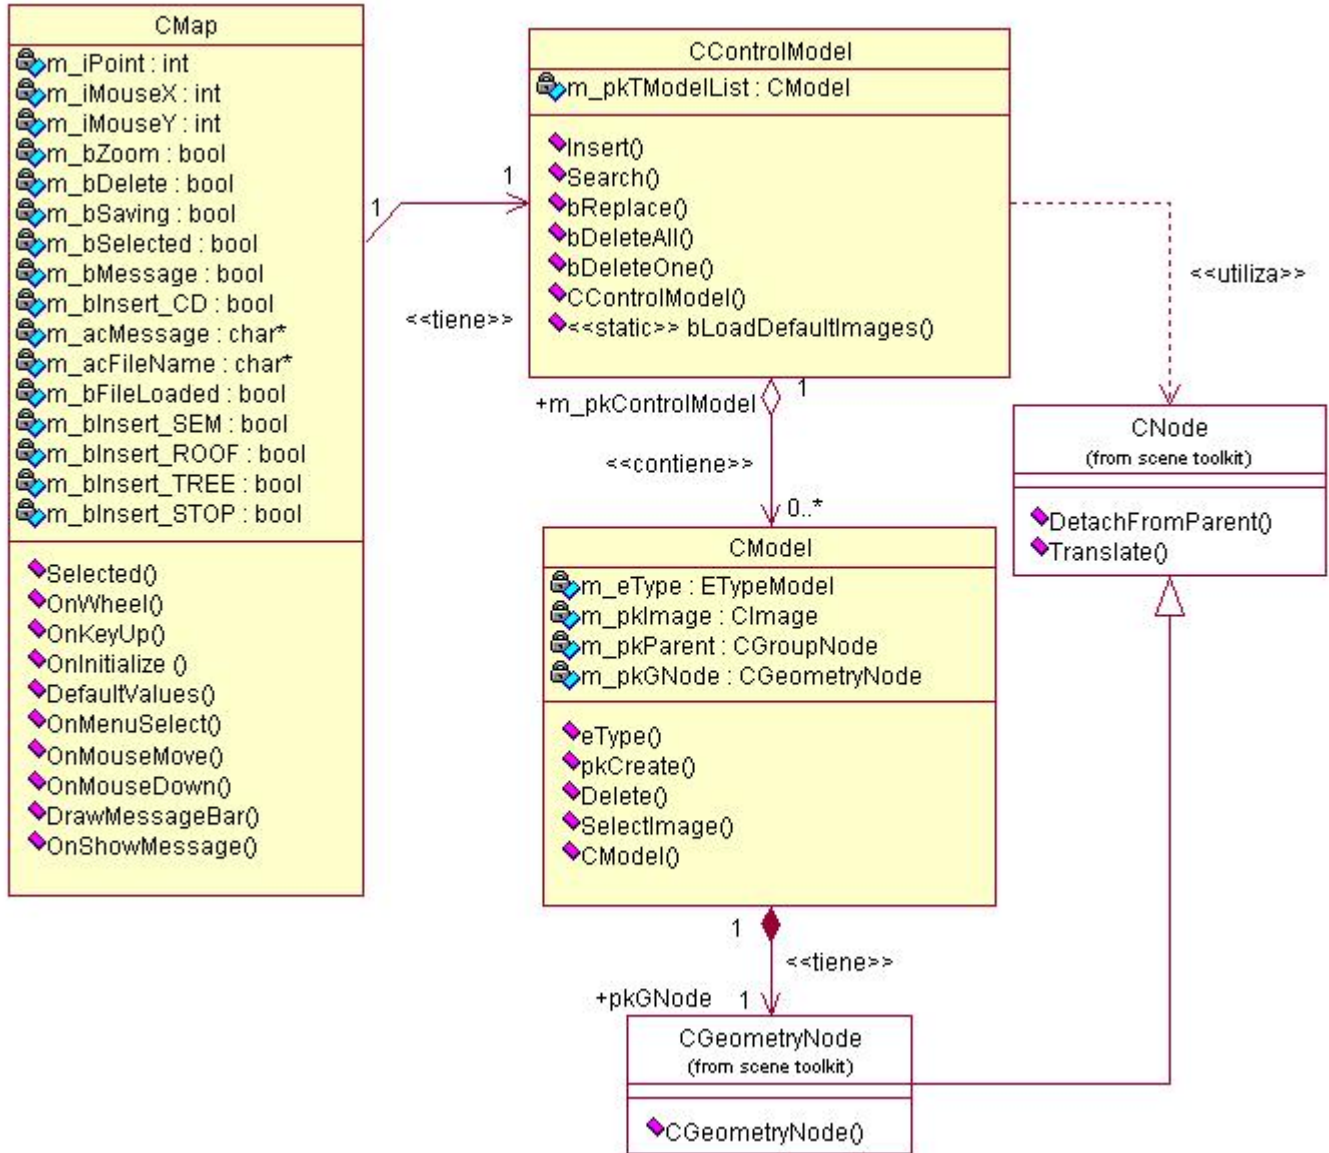 CMap
m_iPoint : int
m_iMouseX : int
m_iMouseY : int
m_bZoom : bool
m_bDelete : bool
m_bSaving : bool
m_bSelected : bool
m_bMessage : bool
m_bInsert_CD : bool
m_acMessage : char*
m_acFileName : char*
m_bFileLoaded : bool
m_bInsert_SEM : bool
m_bInsert_ROOF : bool
m_bInsert_TREE : bool
m_bInsert_STOP : bool
Selected()
OnWheel()
OnKeyUp()
OnInitialize ()
DefaultValues()
OnMenuSelect()
OnMouseMove()
OnMouseDown()
DrawMessageBar()
OnShowMessage()
1
1
<<tiene>>
CControlModel
m_pkTModelList : CModel
Insert()
Search()
bReplace()
bDeleteAll()
bDeleteOne()
CControlModel()
<<static>> bLoadDefaultImages()
<<utiliza>>
1
+m_pkControlModel
<<contiene>>
0..*
CNode
(from scene toolkit)
DetachFromParent()
Translate()
CModel
m_eType : ETypeModel
m_pkImage : CImage
m_pkParent : CGroupNode
m_pkGNode : CGeometryNode
eType()
pkCreate()
Delete()
SelectImage()
CModel()
1
<<tiene>>
+pkGNode
1
CGeometryNode
(from scene toolkit)
CGeometryNode()